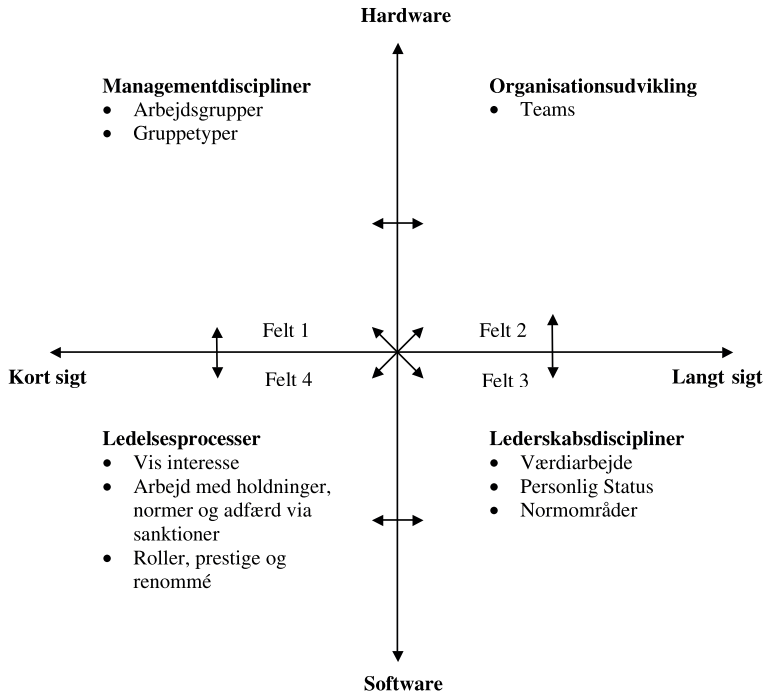 Hardware
Managementdiscipliner
• Arbejdsgrupper
• Gruppetyper
Organisationsudvikling
• Teams
Felt 1
Felt 2
Kort sigt
Langt sigt
Felt 4
Felt 3
Ledelsesprocesser
• Vis interesse
• Arbejd med holdninger,
normer og adfærd via
sanktioner
• Roller, prestige og
renommé
Lederskabsdiscipliner
• Værdiarbejde
• Personlig Status
• Normområder
Software